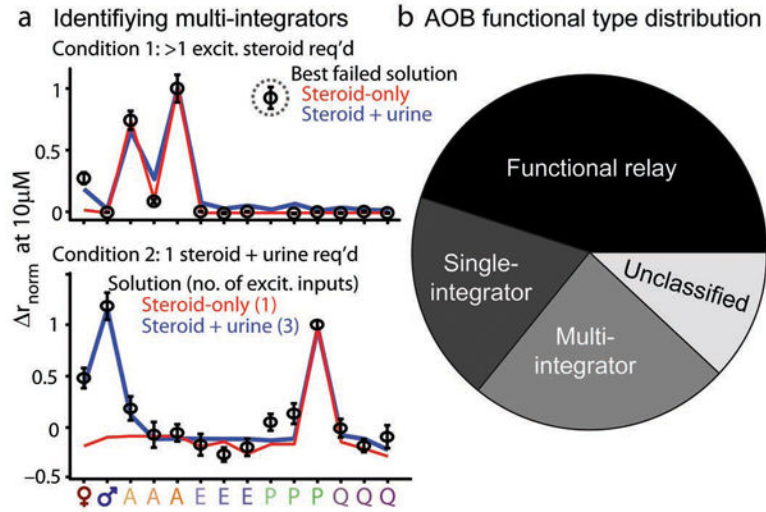 a Identifiying multi-integrators
Condition 1: >1 excit. steroid req'd
Best failed solution
Steroid-only
Steroid + urine
1
0.5
0
Condition 2: 1 steroid + urine req'd
Solution (no. of excit. inputs)
Steroid-only (1)
Steroid + urine (3)
1
0.5
0
−0.5
Δr_norm at 10μM
♀ ♂ A A A E E E P P P Q Q Q
b AOB functional type distribution
Functional relay
Single-
integrator
Multi-
integrator
Unclassified